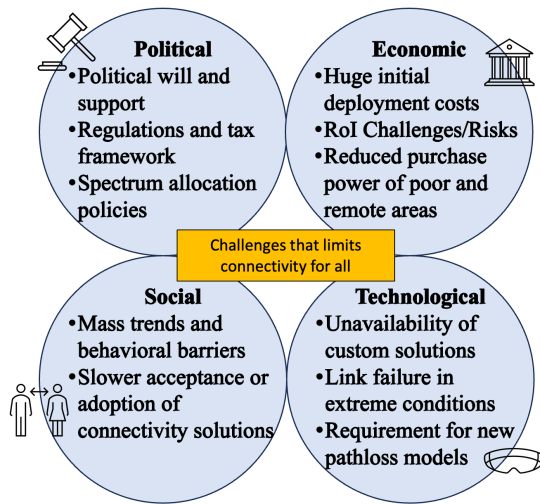 Political
•Political will and
support
•Regulations and tax
framework
•Spectrum allocation
policies
Economic
•Huge initial
deployment costs
•RoI Challenges/Risks
•Reduced purchase
power of poor and
remote areas
Challenges that limits
connectivity for all
Social
•Mass trends and
behavioral barriers
•Slower acceptance or
adoption of
connectivity solutions
Technological
•Unavailability of
custom solutions
•Link failure in
extreme conditions
•Requirement for new
pathloss models